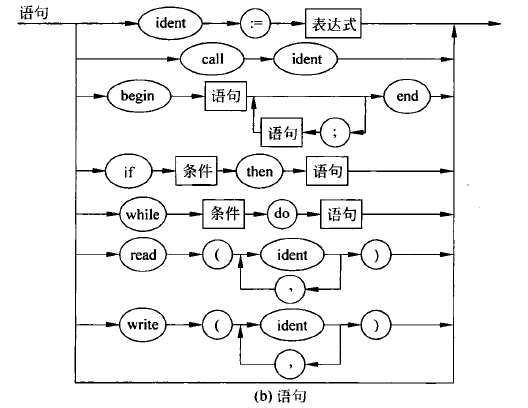 语句
ident := 表达式
call ident
begin 语句 end
语句 ;
if 条件 then 语句
while 条件 do 语句
read ( ident )
,
write ( ident )
,
(b) 语句